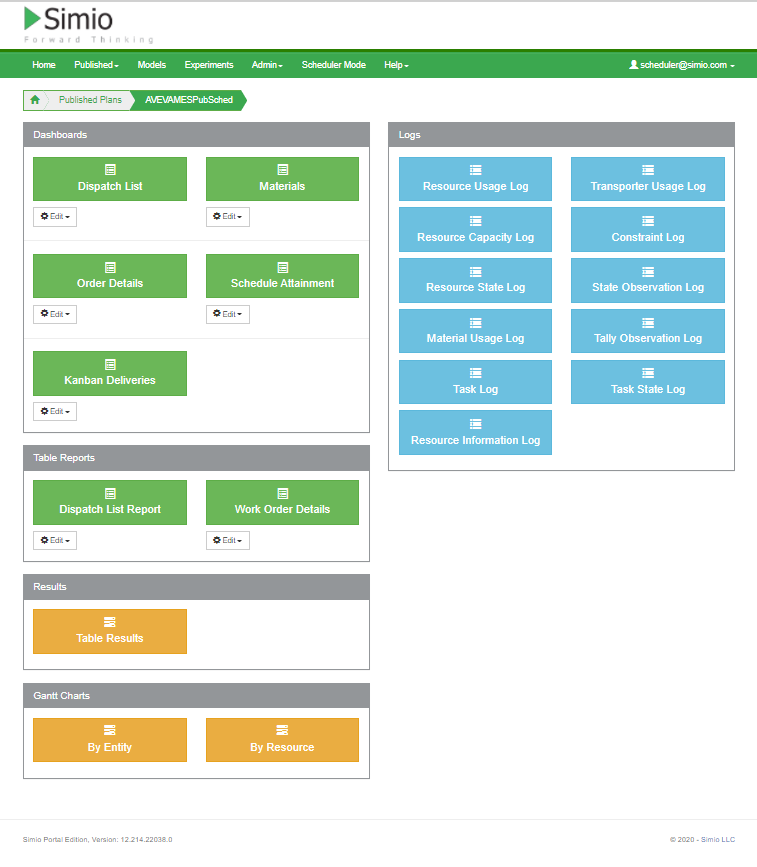 Simio
Forward Thinking
Home Published Models Experiments Admin Scheduler Mode Help scheduler@simio.com
Published Plans AVEVAMESPubSched
Dashboards
Dispatch List Materials
Edit Edit
Order Details Schedule Attainment
Edit Edit
Kanban Deliveries
Edit
Table Reports
Dispatch List Report Work Order Details
Edit Edit
Results
Table Results
Gantt Charts
By Entity By Resource
Logs
Resource Usage Log Transporter Usage Log
Resource Capacity Log Constraint Log
Resource State Log State Observation Log
Material Usage Log Tally Observation Log
Task Log Task State Log
Resource Information Log
Simio Portal Edition, Version: 12.214.22038.0 © 2020 - Simio LLC